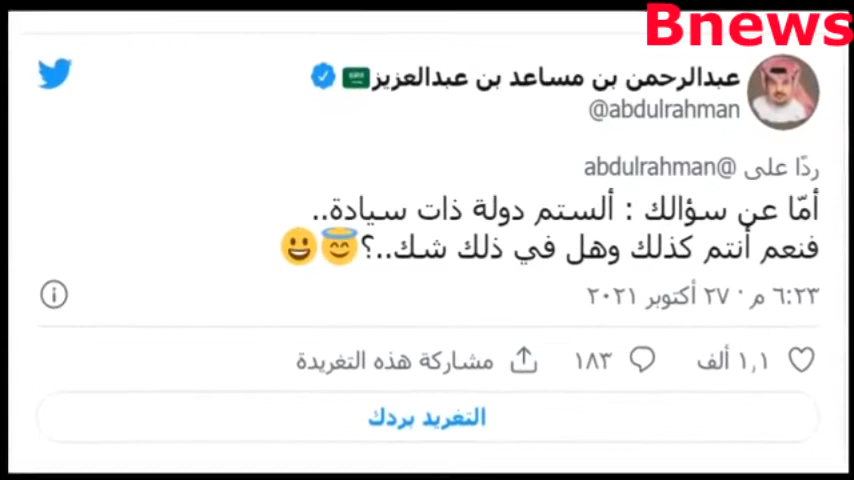 Bnews
عبدالرحمن بن مساعد بن عبدالعزيز
@abdulrahman
ردًا على @abdulrahman
أمّا عن سؤالك : ألستم دولة ذات سيادة..
فنعم أنتم كذلك وهل في ذلك شك..؟😇😀
٦:٢٣ م · ٢٧ أكتوبر ٢٠٢١
١,١ ألف ١٨٣ مشاركة هذه التغريدة
التغريد بردك